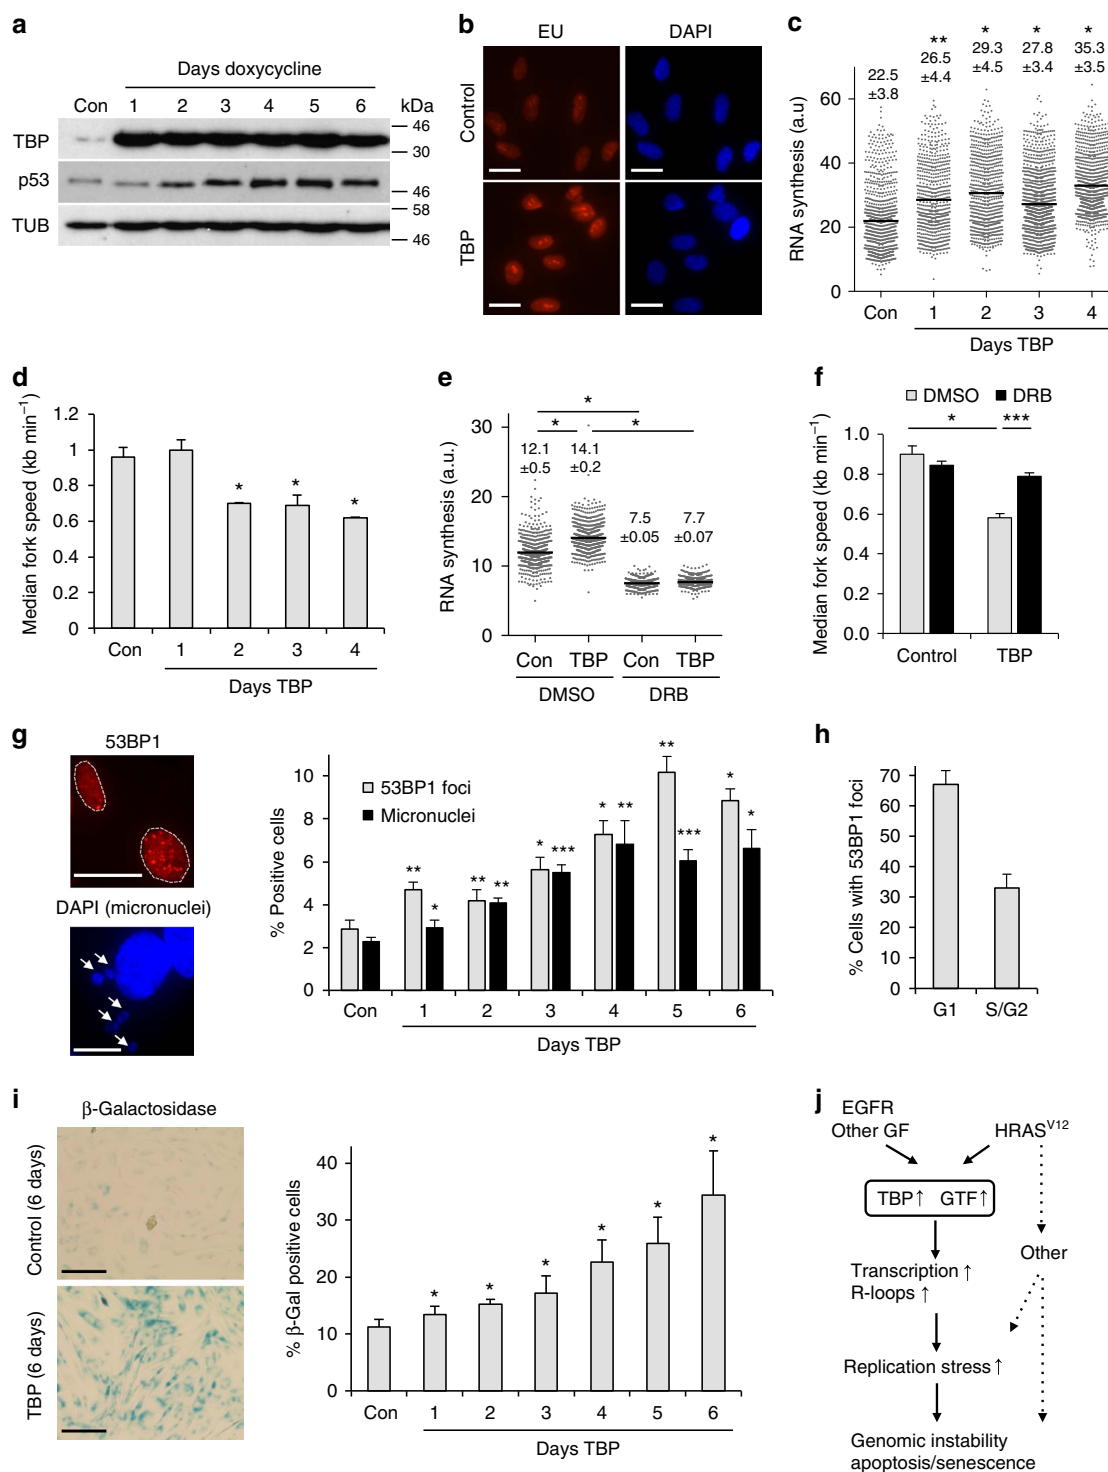 a
Days doxycycline
Con 1 2 3 4 5 6 kDa
TBP
46
30
p53
46
TUB
58
46
b
EU DAPI
Control
TBP
c
RNA synthesis (a.u)
60
40
20
0
22.5
±3.8
**
26.5
±4.4
*
29.3
±4.5
*
27.8
±3.4
*
35.3
±3.5
Con 1 2 3 4
Days TBP
d
Median fork speed (kb min⁻¹)
1.2
1
0.8
0.6
0.4
0.2
0
* * *
Con 1 2 3 4
Days TBP
e
RNA synthesis (a.u.)
30
20
10
0
*
* *
12.1
±0.5
14.1
±0.2
7.5
±0.05
7.7
±0.07
Con TBP Con TBP
DMSO DRB
f
DMSO DRB
Median fork speed (kb min⁻¹)
1.0
0.8
0.6
0.4
0.2
0.0
* ***
Control TBP
g
53BP1
DAPI (micronuclei)
% Positive cells
10
8
6
4
2
0
53BP1 foci
Micronuclei
** *
** **
* ***
* **
** ***
* *
Con 1 2 3 4 5 6
Days TBP
h
% Cells with 53BP1 foci
70
60
50
40
30
20
10
0
G1 S/G2
i
β-Galactosidase
Control (6 days)
TBP (6 days)
% β-Gal positive cells
40
30
20
10
0
* * * * * *
Con 1 2 3 4 5 6
Days TBP
j
EGFR
Other GF
HRASV12
TBP↑ GTF↑
Other
Transcription ↑
R-loops ↑
Replication stress ↑
Genomic instability
apoptosis/senescence